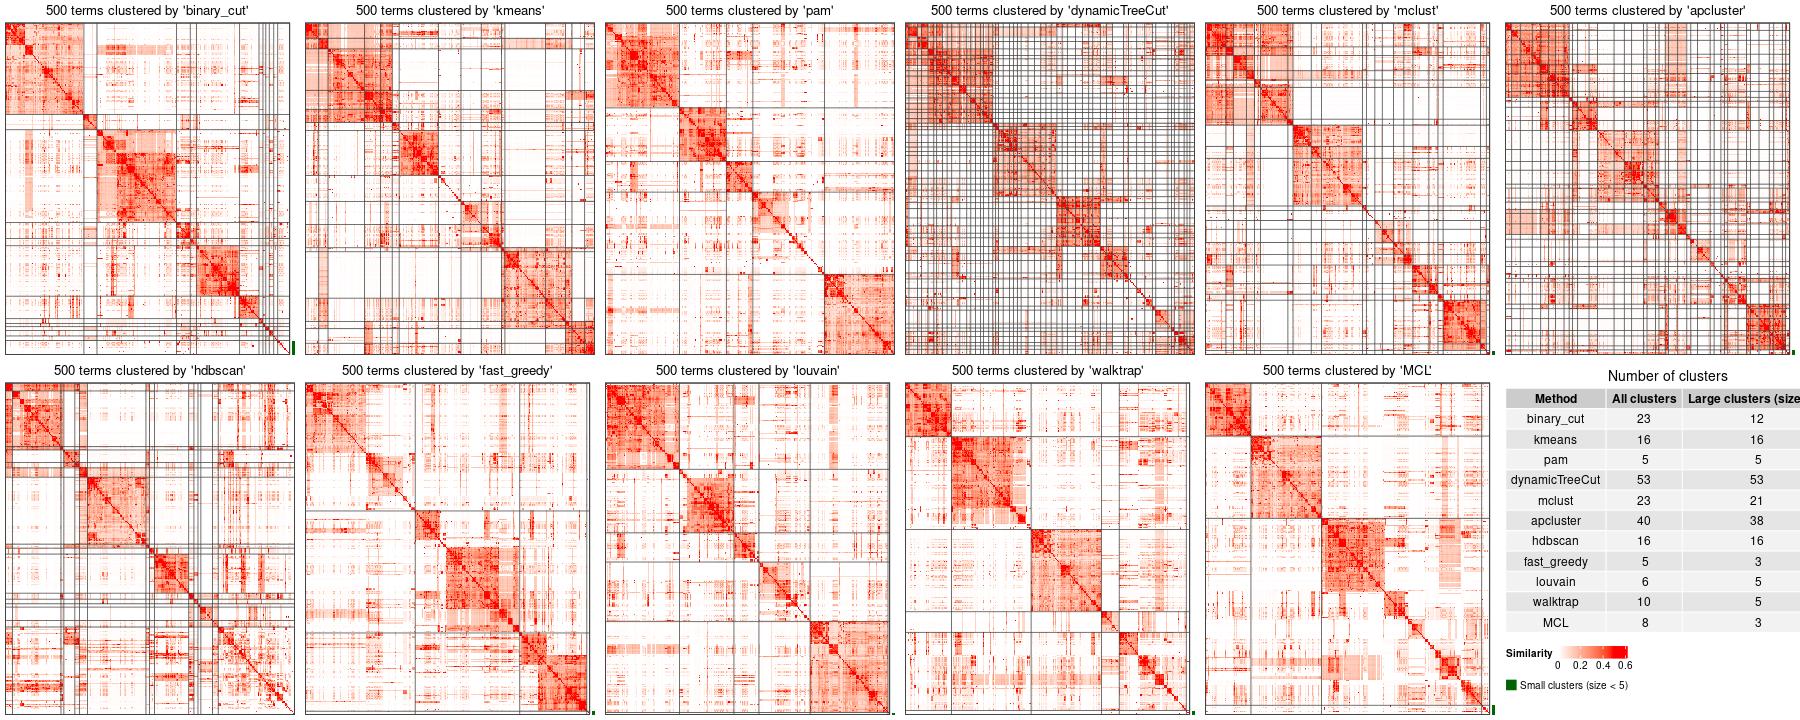 500 terms clustered by 'binary_cut'
500 terms clustered by 'kmeans'
500 terms clustered by 'pam'
500 terms clustered by 'dynamicTreeCut'
500 terms clustered by 'mclust'
500 terms clustered by 'apcluster'
500 terms clustered by 'hdbscan'
500 terms clustered by 'fast_greedy'
500 terms clustered by 'louvain'
500 terms clustered by 'walktrap'
500 terms clustered by 'MCL'
Number of clusters
Method All clusters Large clusters (size
binary_cut 23 12
kmeans 16 16
pam 5 5
dynamicTreeCut 53 53
mclust 23 21
apcluster 40 38
hdbscan 16 16
fast_greedy 5 3
louvain 6 5
walktrap 10 5
MCL 8 3
Similarity
0 0.2 0.4 0.6
Small clusters (size < 5)